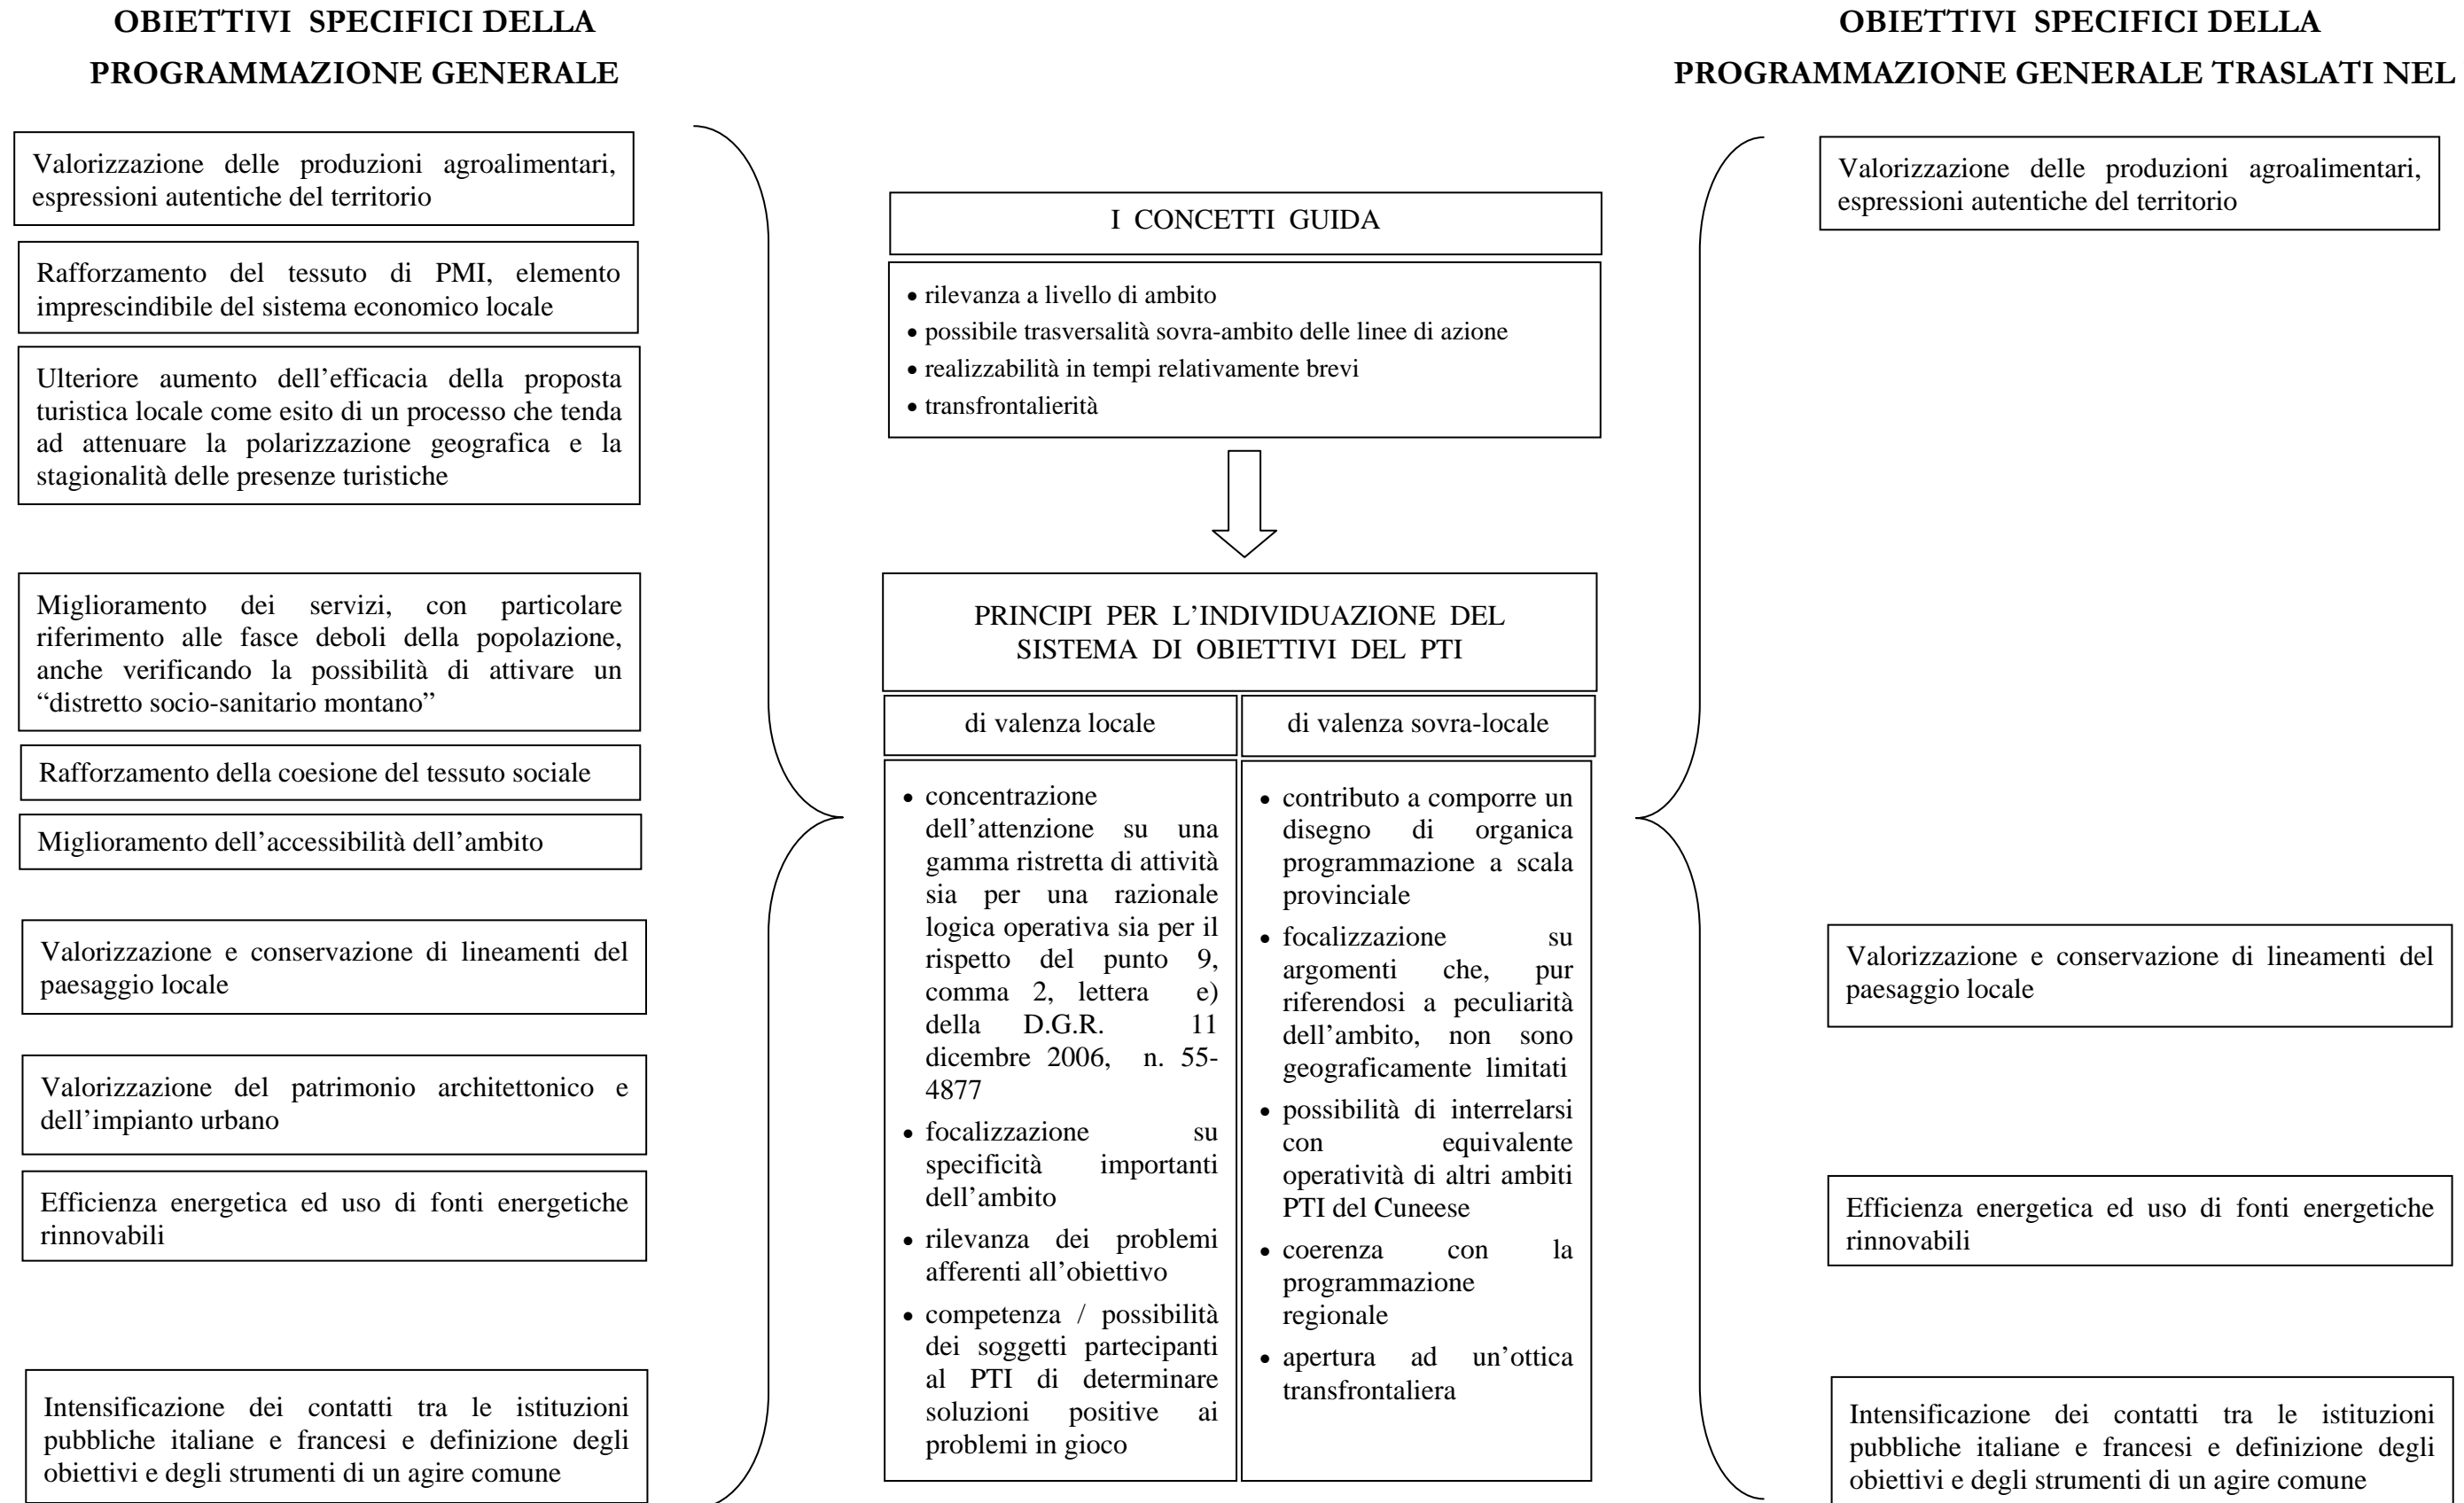 OBIETTIVI SPECIFICI DELLA
PROGRAMMAZIONE GENERALE
Valorizzazione delle produzioni agroalimentari,
espressioni autentiche del territorio
Rafforzamento del tessuto di PMI, elemento
imprescindibile del sistema economico locale
Ulteriore aumento dell’efficacia della proposta
turistica locale come esito di un processo che tenda
ad attenuare la polarizzazione geografica e la
stagionalità delle presenze turistiche
Miglioramento dei servizi, con particolare
riferimento alle fasce deboli della popolazione,
anche verificando la possibilità di attivare un
“distretto socio-sanitario montano”
Rafforzamento della coesione del tessuto sociale
Miglioramento dell’accessibilità dell’ambito
Valorizzazione e conservazione di lineamenti del
paesaggio locale
Valorizzazione del patrimonio architettonico e
dell’impianto urbano
Efficienza energetica ed uso di fonti energetiche
rinnovabili
Intensificazione dei contatti tra le istituzioni
pubbliche italiane e francesi e definizione degli
obiettivi e degli strumenti di un agire comune
I CONCETTI GUIDA
• rilevanza a livello di ambito
• possibile trasversalità sovra-ambito delle linee di azione
• realizzabilità in tempi relativamente brevi
• transfrontalierità
PRINCIPI PER L’INDIVIDUAZIONE DEL
SISTEMA DI OBIETTIVI DEL PTI
di valenza locale
• concentrazione
dell’attenzione su una
gamma ristretta di attività
sia per una razionale
logica operativa sia per il
rispetto del punto 9,
comma 2, lettera e)
della D.G.R. 11
dicembre 2006, n. 55-
4877
• focalizzazione su
specificità importanti
dell’ambito
• rilevanza dei problemi
afferenti all’obiettivo
• competenza / possibilità
dei soggetti partecipanti
al PTI di determinare
soluzioni positive ai
problemi in gioco
di valenza sovra-locale
• contributo a comporre un
disegno di organica
programmazione a scala
provinciale
• focalizzazione su
argomenti che, pur
riferendosi a peculiarità
dell’ambito, non sono
geograficamente limitati
• possibilità di interrelarsi
con equivalente
operatività di altri ambiti
PTI del Cuneese
• coerenza con la
programmazione
regionale
• apertura ad un’ottica
transfrontaliera
OBIETTIVI SPECIFICI DELLA
PROGRAMMAZIONE GENERALE TRASLATI NEL
Valorizzazione delle produzioni agroalimentari,
espressioni autentiche del territorio
Valorizzazione e conservazione di lineamenti del
paesaggio locale
Efficienza energetica ed uso di fonti energetiche
rinnovabili
Intensificazione dei contatti tra le istituzioni
pubbliche italiane e francesi e definizione degli
obiettivi e degli strumenti di un agire comune